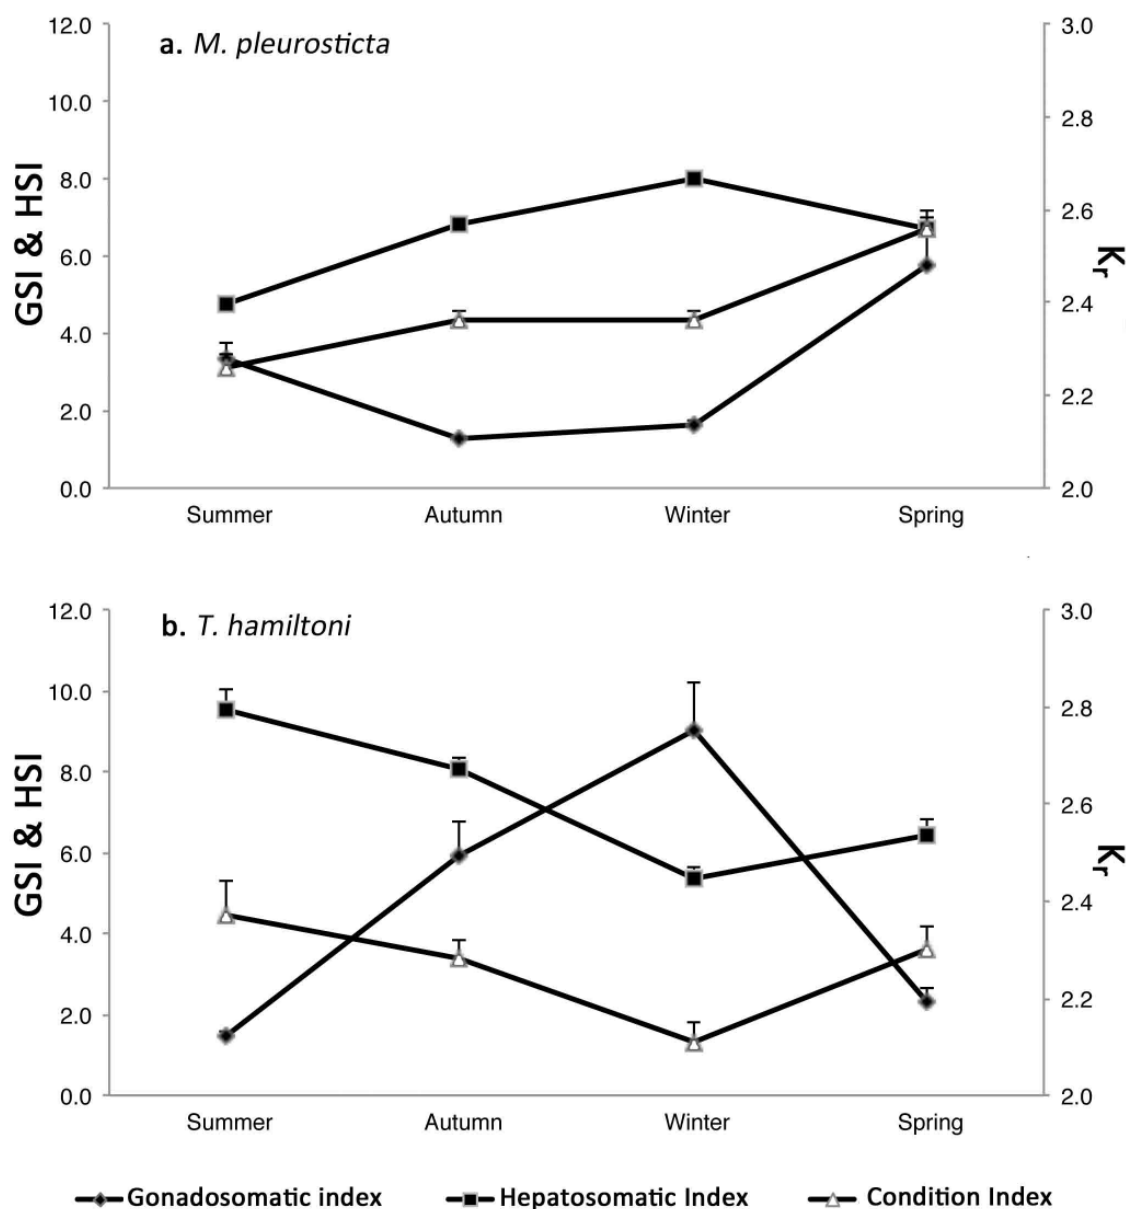 a. M. pleurosticta
GSI & HSI
12.0
10.0
8.0
6.0
4.0
2.0
0.0
3.0
2.8
2.6
2.4
2.2
2.0
Kr
Summer Autumn Winter Spring
b. T. hamiltoni
GSI & HSI
12.0
10.0
8.0
6.0
4.0
2.0
0.0
3.0
2.8
2.6
2.4
2.2
2.0
Kr
Summer Autumn Winter Spring
Gonadosomatic index Hepatosomatic Index Condition Index